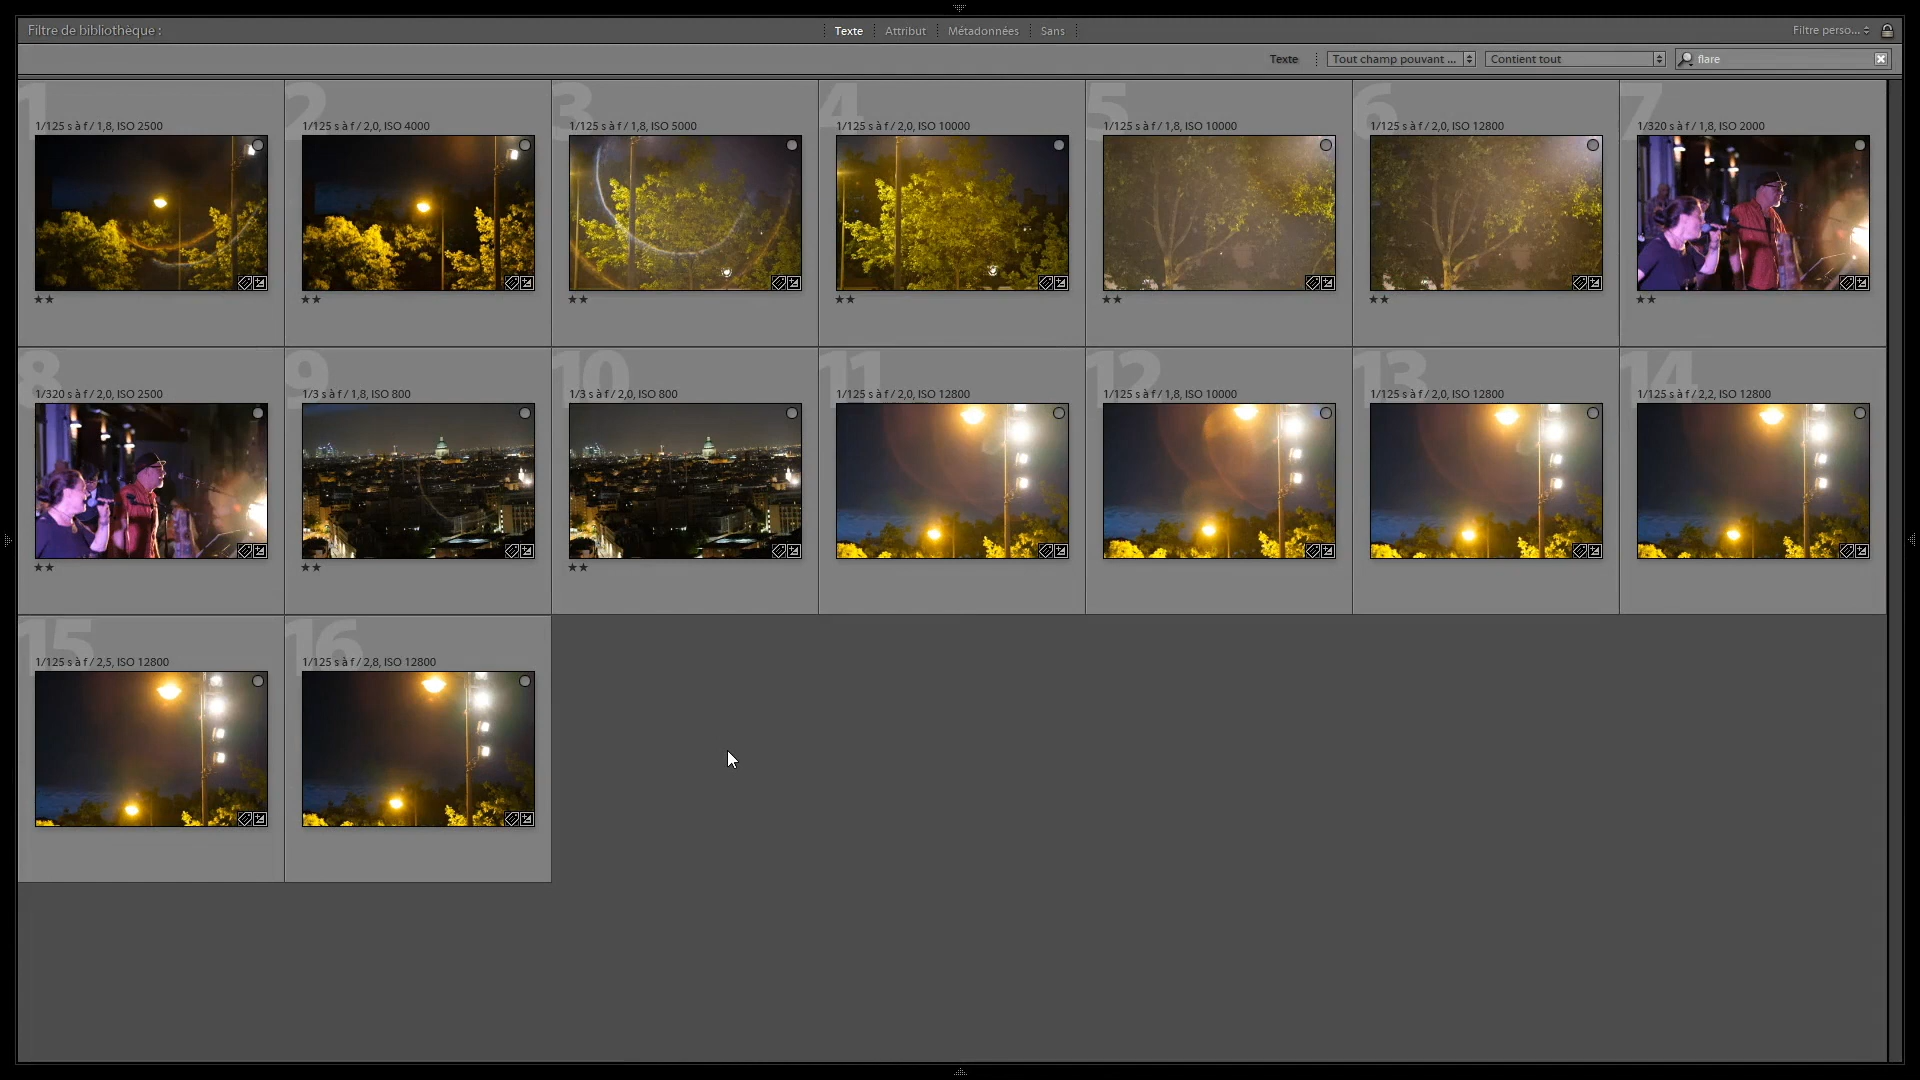 Filtre de bibliothèque :
Texte Attribut Métadonnées Sans
Filtre perso...
Texte Tout champ pouvant ... Contient tout flare
1 2 3 4 5 6 7
1/125 s à f / 1,8, ISO 2500
1/125 s à f / 2,0, ISO 4000
1/125 s à f / 1,8, ISO 5000
1/125 s à f / 2,0, ISO 10000
1/125 s à f / 1,8, ISO 10000
1/125 s à f / 2,0, ISO 12800
1/320 s à f / 1,8, ISO 2000
8 9 10 11 12 13 14
1/320 s à f / 2,0, ISO 2500
1/3 s à f / 1,8, ISO 800
1/3 s à f / 2,0, ISO 800
1/125 s à f / 2,0, ISO 12800
1/125 s à f / 1,8, ISO 10000
1/125 s à f / 2,0, ISO 12800
1/125 s à f / 2,2, ISO 12800
15 16
1/125 s à f / 2,5, ISO 12800
1/125 s à f / 2,8, ISO 12800